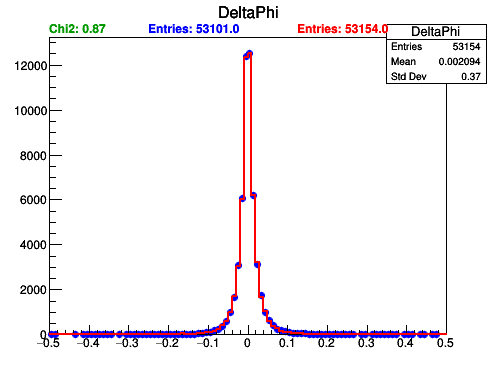 DeltaPhi
Chi2: 0.87 Entries: 53101.0 Entries: 53154.0
DeltaPhi
Entries 53154
Mean 0.002094
Std Dev 0.37
12000
10000
8000
6000
4000
2000
0
−0.5 −0.4 −0.3 −0.2 −0.1 0 0.1 0.2 0.3 0.4 0.5